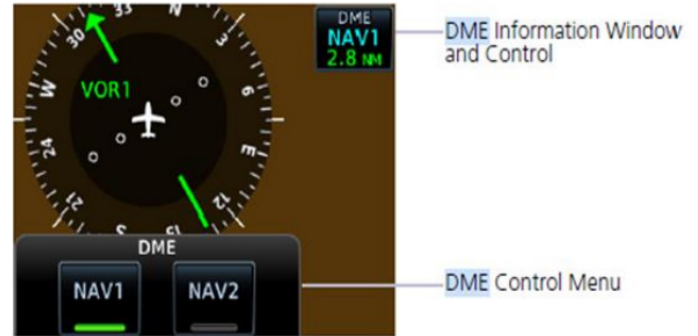 DME
NAV1
2.8 NM
DME Information Window
and Control
33
N
3
6
E
12
15
S
21
24
W
30
VOR1
DME
NAV1
NAV2
DME Control Menu